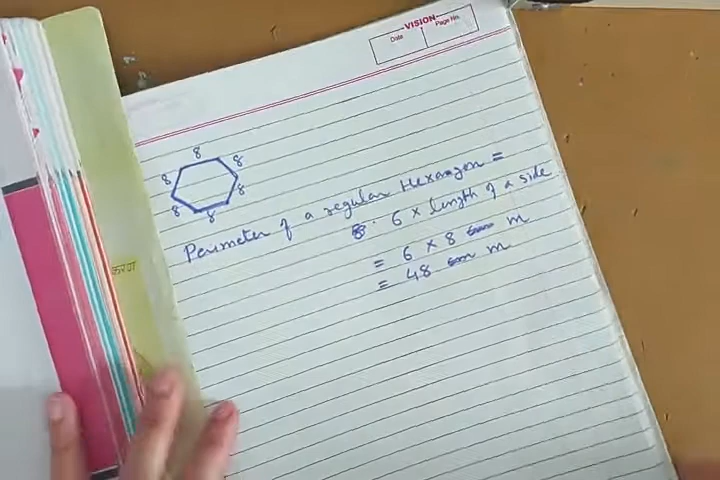 VISION
Date
Page No.
8
8
8
8
8
8
Perimeter of a regular Hexagon =
6 × length of a side
= 6 × 8 m
= 48 m
करण